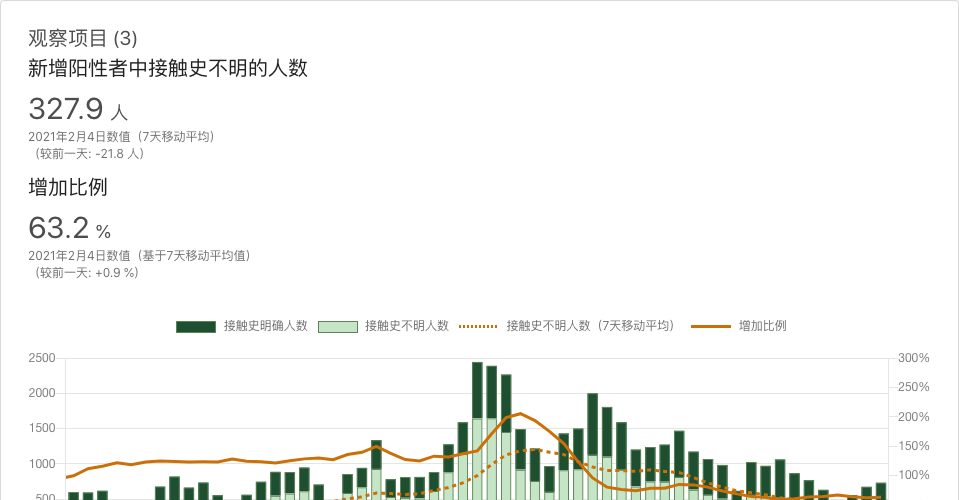 观察项目 (3)
新增阳性者中接触史不明的人数
327.9 人
2021年2月4日数值（7天移动平均）
（较前一天: -21.8 人）
增加比例
63.2 %
2021年2月4日数值（基于7天移动平均值）
（较前一天: +0.9 %）
接触史明确人数 接触史不明人数 接触史不明人数（7天移动平均） 增加比例
2500 300%
250%
2000
200%
1500
150%
1000
100%
500